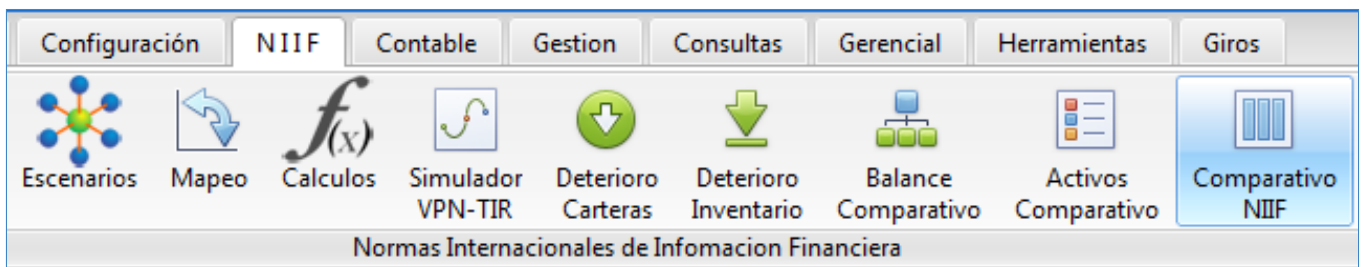 Configuración NIIF Contable Gestion Consultas Gerencial Herramientas Giros
f(x)
Escenarios Mapeo Calculos Simulador Deterioro Deterioro Balance Activos Comparativo
VPN-TIR Carteras Inventario Comparativo Comparativo NIIF
Normas Internacionales de Infomacion Financiera